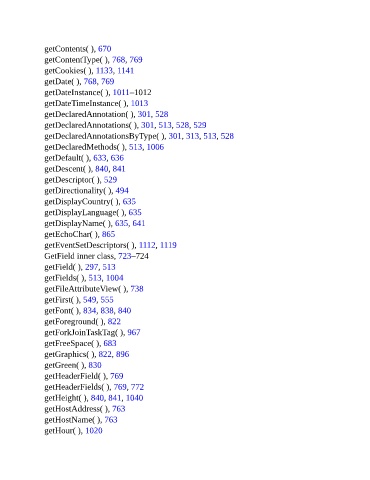 getContents( ), 670
getContentType( ), 768, 769
getCookies( ), 1133, 1141
getDate( ), 768, 769
getDateInstance( ), 1011–1012
getDateTimeInstance( ), 1013
getDeclaredAnnotation( ), 301, 528
getDeclaredAnnotations( ), 301, 513, 528, 529
getDeclaredAnnotationsByType( ), 301, 313, 513, 528
getDeclaredMethods( ), 513, 1006
getDefault( ), 633, 636
getDescent( ), 840, 841
getDescriptor( ), 529
getDirectionality( ), 494
getDisplayCountry( ), 635
getDisplayLanguage( ), 635
getDisplayName( ), 635, 641
getEchoChar( ), 865
getEventSetDescriptors( ), 1112, 1119
GetField inner class, 723–724
getField( ), 297, 513
getFields( ), 513, 1004
getFileAttributeView( ), 738
getFirst( ), 549, 555
getFont( ), 834, 838, 840
getForeground( ), 822
getForkJoinTaskTag( ), 967
getFreeSpace( ), 683
getGraphics( ), 822, 896
getGreen( ), 830
getHeaderField( ), 769
getHeaderFields( ), 769, 772
getHeight( ), 840, 841, 1040
getHostAddress( ), 763
getHostName( ), 763
getHour( ), 1020